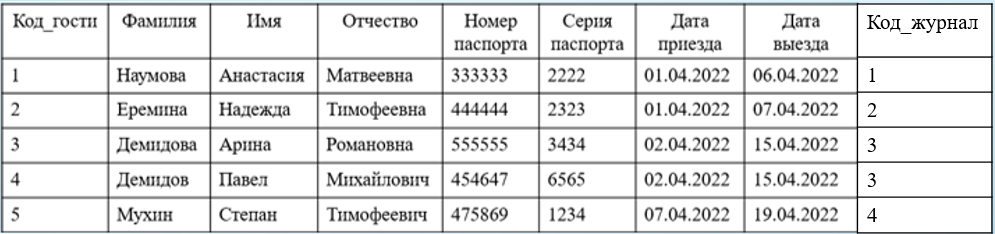 Код_гости Фамилия Имя Отчество Номер паспорта Серия паспорта Дата приезда Дата выезда Код_журнал
1 Наумова Анастасия Матвеевна 333333 2222 01.04.2022 06.04.2022 1
2 Еремина Надежда Тимофеевна 444444 2323 01.04.2022 07.04.2022 2
3 Демидова Арина Романовна 555555 3434 02.04.2022 15.04.2022 3
4 Демидов Павел Михайлович 454647 6565 02.04.2022 15.04.2022 3
5 Мухин Степан Тимофеевич 475869 1234 07.04.2022 19.04.2022 4